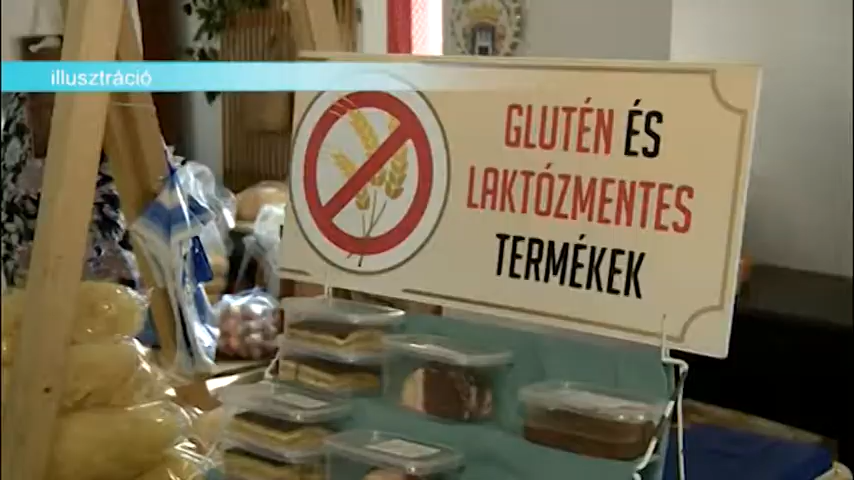 illusztráció
GLUTÉN ÉS
LAKTÓZMENTES
TERMÉKEK